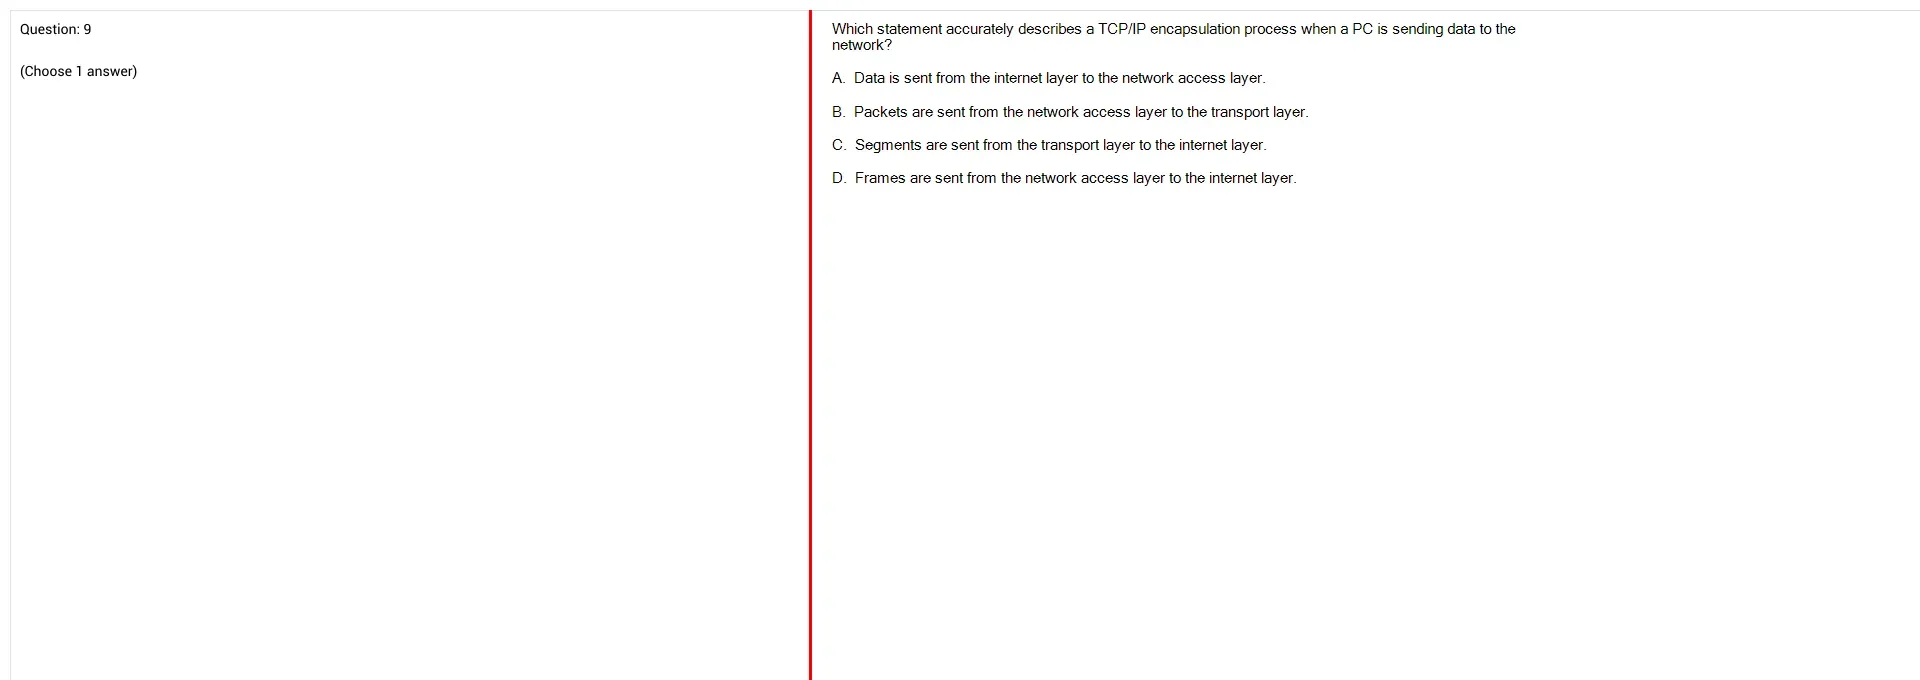 Question: 9
(Choose 1 answer)
Which statement accurately describes a TCP/IP encapsulation process when a PC is sending data to the
network?
A. Data is sent from the internet layer to the network access layer.
B. Packets are sent from the network access layer to the transport layer.
C. Segments are sent from the transport layer to the internet layer.
D. Frames are sent from the network access layer to the internet layer.